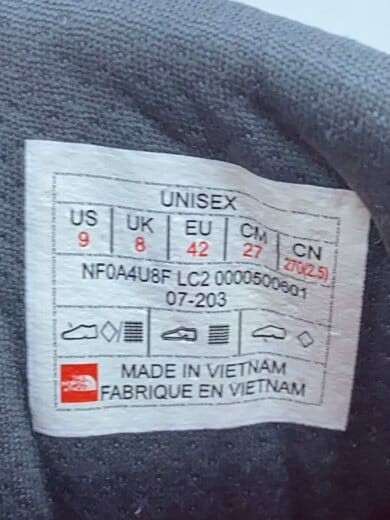 UNISEX
US UK EU CM CN
9 8 42 27 270(2.5)
NF0A4U8F LC2 0000500601
07-203
MADE IN VIETNAM
FABRIQUE EN VIETNAM